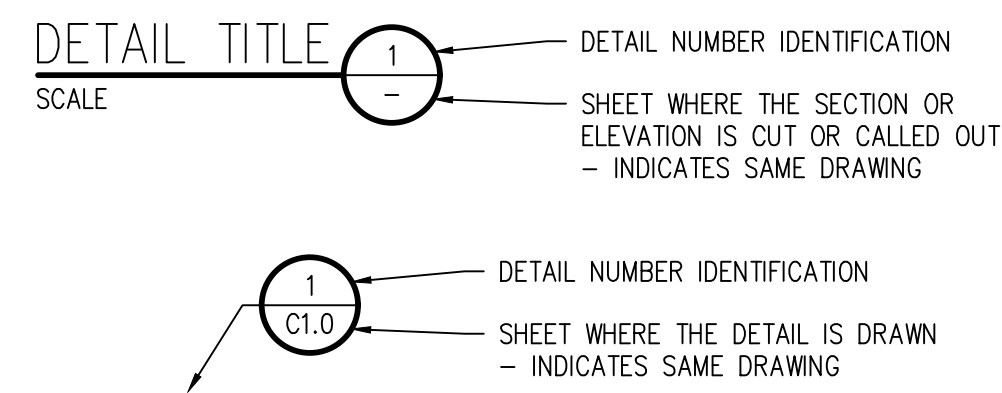 DETAIL TITLE
SCALE
1
–
DETAIL NUMBER IDENTIFICATION
SHEET WHERE THE SECTION OR
ELEVATION IS CUT OR CALLED OUT
– INDICATES SAME DRAWING
1
C1.0
DETAIL NUMBER IDENTIFICATION
SHEET WHERE THE DETAIL IS DRAWN
– INDICATES SAME DRAWING